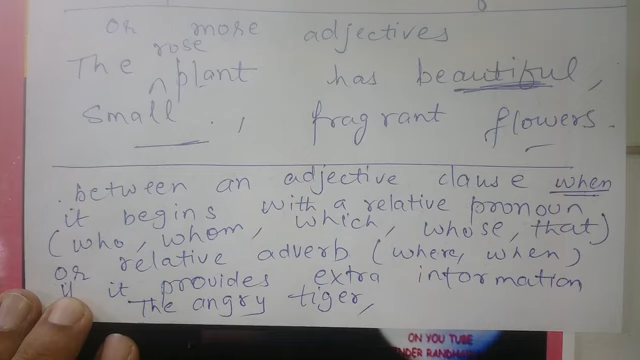 or more adjectives
The rose plant has beautiful,
small . , fragrant flowers.
. between an adjective clause when
it begins with a relative pronoun
(who, whom, which, whose, that)
or relative adverb (where, when)
if it provides extra information
The angry tiger,
ON YOU TUBE
NDER RANDHA